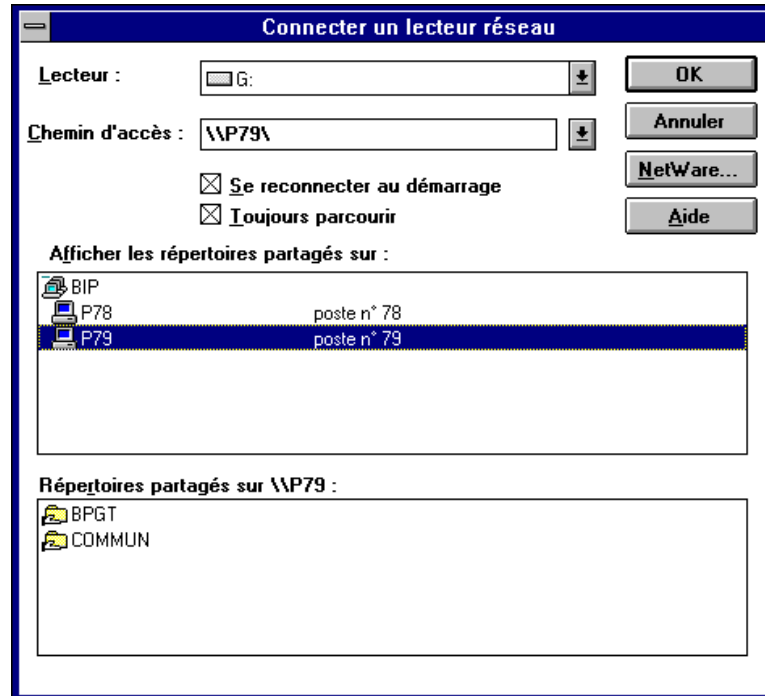 Connecter un lecteur réseau
Lecteur :
G:
OK
Chemin d'accès :
\\P79\
Annuler
NetWare...
Se reconnecter au démarrage
Toujours parcourir
Aide
Afficher les répertoires partagés sur :
BIP
P78 poste n° 78
P79 poste n° 79
Répertoires partagés sur \\P79 :
BPGT
COMMUN